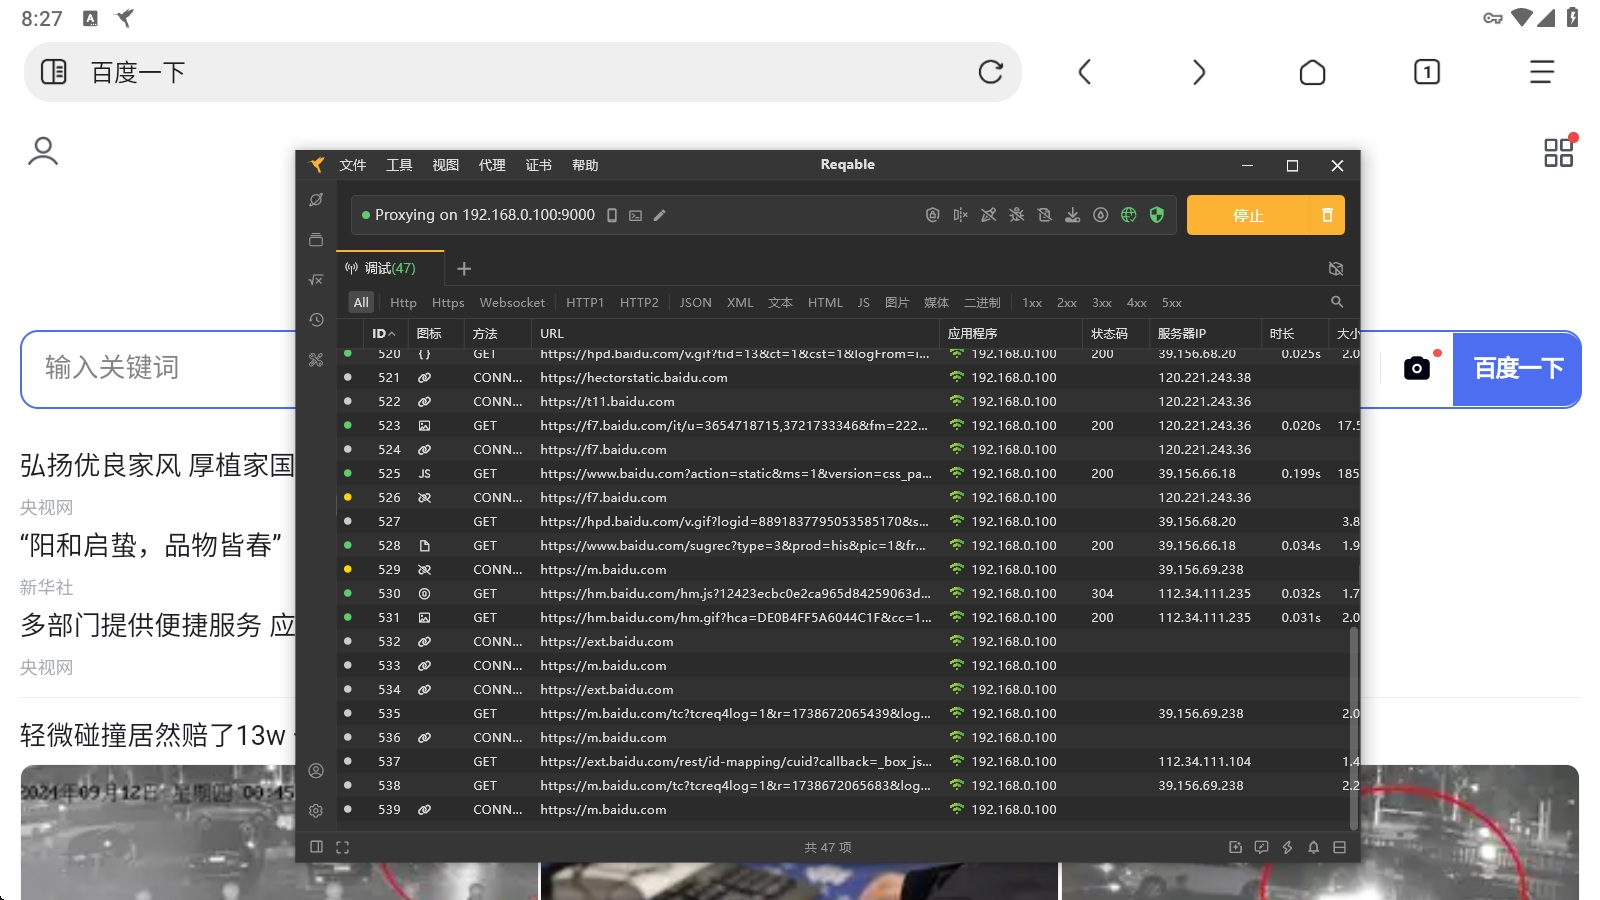 8:27
百度一下
1
文件 工具 视图 代理 证书 帮助 Reqable
Proxying on 192.168.0.100:9000 停止
调试(47)
All Http Https Websocket HTTP1 HTTP2 JSON XML 文本 HTML JS 图片 媒体 二进制 1xx 2xx 3xx 4xx 5xx
ID 图标 方法 URL 应用程序 状态码 服务器IP 时长 大小
520 GET https://hpd.baidu.com/v.gif?tid=13&ct=1&cst=1&logFrom=i... 192.168.0.100 200 39.156.68.20 0.025s 2.0
521 CONN... https://hectorstatic.baidu.com 192.168.0.100 120.221.243.38
522 CONN... https://t11.baidu.com 192.168.0.100 120.221.243.36
523 GET https://f7.baidu.com/it/u=3654718715,3721733346&fm=222... 192.168.0.100 200 120.221.243.36 0.020s 17.5
524 CONN... https://f7.baidu.com 192.168.0.100 120.221.243.36
525 JS GET https://www.baidu.com?action=static&ms=1&version=css_pa... 192.168.0.100 200 39.156.66.18 0.199s 185
526 CONN... https://f7.baidu.com 192.168.0.100 120.221.243.36
527 GET https://hpd.baidu.com/v.gif?logid=8891837795053585170&s... 192.168.0.100 39.156.68.20 3.8
528 GET https://www.baidu.com/sugrec?type=3&prod=his&pic=1&fr... 192.168.0.100 200 39.156.66.18 0.034s 1.9
529 CONN... https://m.baidu.com 192.168.0.100 39.156.69.238
530 GET https://hm.baidu.com/hm.js?12423ecbc0e2ca965d84259063d... 192.168.0.100 304 112.34.111.235 0.032s 1.7
531 GET https://hm.baidu.com/hm.gif?hca=DE0B4FF5A6044C1F&cc=1... 192.168.0.100 200 112.34.111.235 0.031s 2.0
532 CONN... https://ext.baidu.com 192.168.0.100
533 CONN... https://m.baidu.com 192.168.0.100
534 CONN... https://ext.baidu.com 192.168.0.100
535 GET https://m.baidu.com/tc?tcreq4log=1&r=1738672065439&log... 192.168.0.100 39.156.69.238 2.0
536 CONN... https://m.baidu.com 192.168.0.100
537 GET https://ext.baidu.com/rest/id-mapping/cuid?callback=_box_js... 192.168.0.100 112.34.111.104 1.4
538 GET https://m.baidu.com/tc?tcreq4log=1&r=1738672065683&log... 192.168.0.100 39.156.69.238 2.2
539 CONN... https://m.baidu.com 192.168.0.100
共 47 项
输入关键词 百度一下
弘扬优良家风 厚植家国
央视网
“阳和启蛰，品物皆春”
新华社
多部门提供便捷服务 应
央视网
轻微碰撞居然赔了13w
2024年09月12日 星期四 00:45